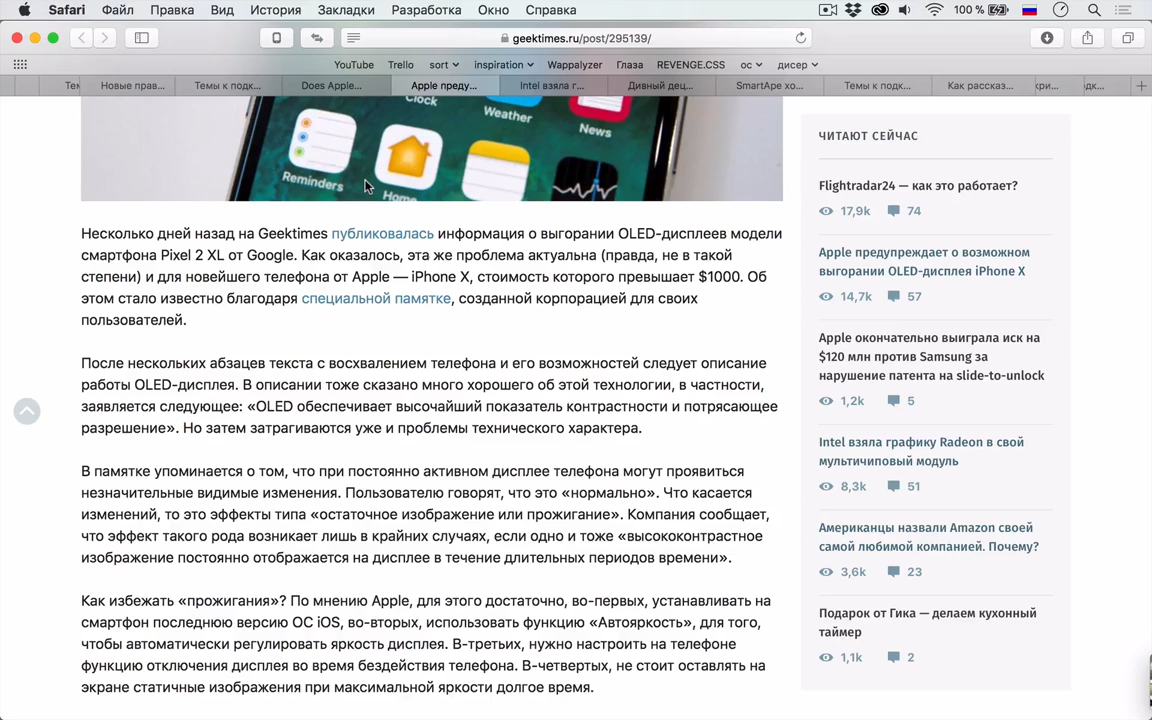 Safari Файл Правка Вид История Закладки Разработка Окно Справка 100 %
geektimes.ru/post/295139/
YouTube Trello sort inspiration Wappalyzer Глаза REVENGE.CSS ос дисер
Тем Новые прав... Темы к подк... Does Apple... Apple преду... Intel взяла г... Дивный дец... SmartApe хо... Темы к подк... Как рассказ...
Clock Weather News
Reminders Home
Несколько дней назад на Geektimes публиковалась информация о выгорании OLED-дисплеев модели
смартфона Pixel 2 XL от Google. Как оказалось, эта же проблема актуальна (правда, не в такой
степени) и для новейшего телефона от Apple — iPhone X, стоимость которого превышает $1000. Об
этом стало известно благодаря специальной памятке, созданной корпорацией для своих
пользователей.
После нескольких абзацев текста с восхвалением телефона и его возможностей следует описание
работы OLED-дисплея. В описании тоже сказано много хорошего об этой технологии, в частности,
заявляется следующее: «OLED обеспечивает высочайший показатель контрастности и потрясающее
разрешение». Но затем затрагиваются уже и проблемы технического характера.
В памятке упоминается о том, что при постоянно активном дисплее телефона могут проявиться
незначительные видимые изменения. Пользователю говорят, что это «нормально». Что касается
изменений, то это эффекты типа «остаточное изображение или прожигание». Компания сообщает,
что эффект такого рода возникает лишь в крайних случаях, если одно и тоже «высококонтрастное
изображение постоянно отображается на дисплее в течение длительных периодов времени».
Как избежать «прожигания»? По мнению Apple, для этого достаточно, во-первых, устанавливать на
смартфон последнюю версию ОС iOS, во-вторых, использовать функцию «Автояркость», для того,
чтобы автоматически регулировать яркость дисплея. В-третьих, нужно настроить на телефоне
функцию отключения дисплея во время бездействия телефона. В-четвертых, не стоит оставлять на
экране статичные изображения при максимальной яркости долгое время.
ЧИТАЮТ СЕЙЧАС
Flightradar24 — как это работает?
17,9k 74
Apple предупреждает о возможном
выгорании OLED-дисплея iPhone X
14,7k 57
Apple окончательно выиграла иск на
$120 млн против Samsung за
нарушение патента на slide-to-unlock
1,2k 5
Intel взяла графику Radeon в свой
мультичиповый модуль
8,3k 51
Американцы назвали Amazon своей
самой любимой компанией. Почему?
3,6k 23
Подарок от Гика — делаем кухонный
таймер
1,1k 2